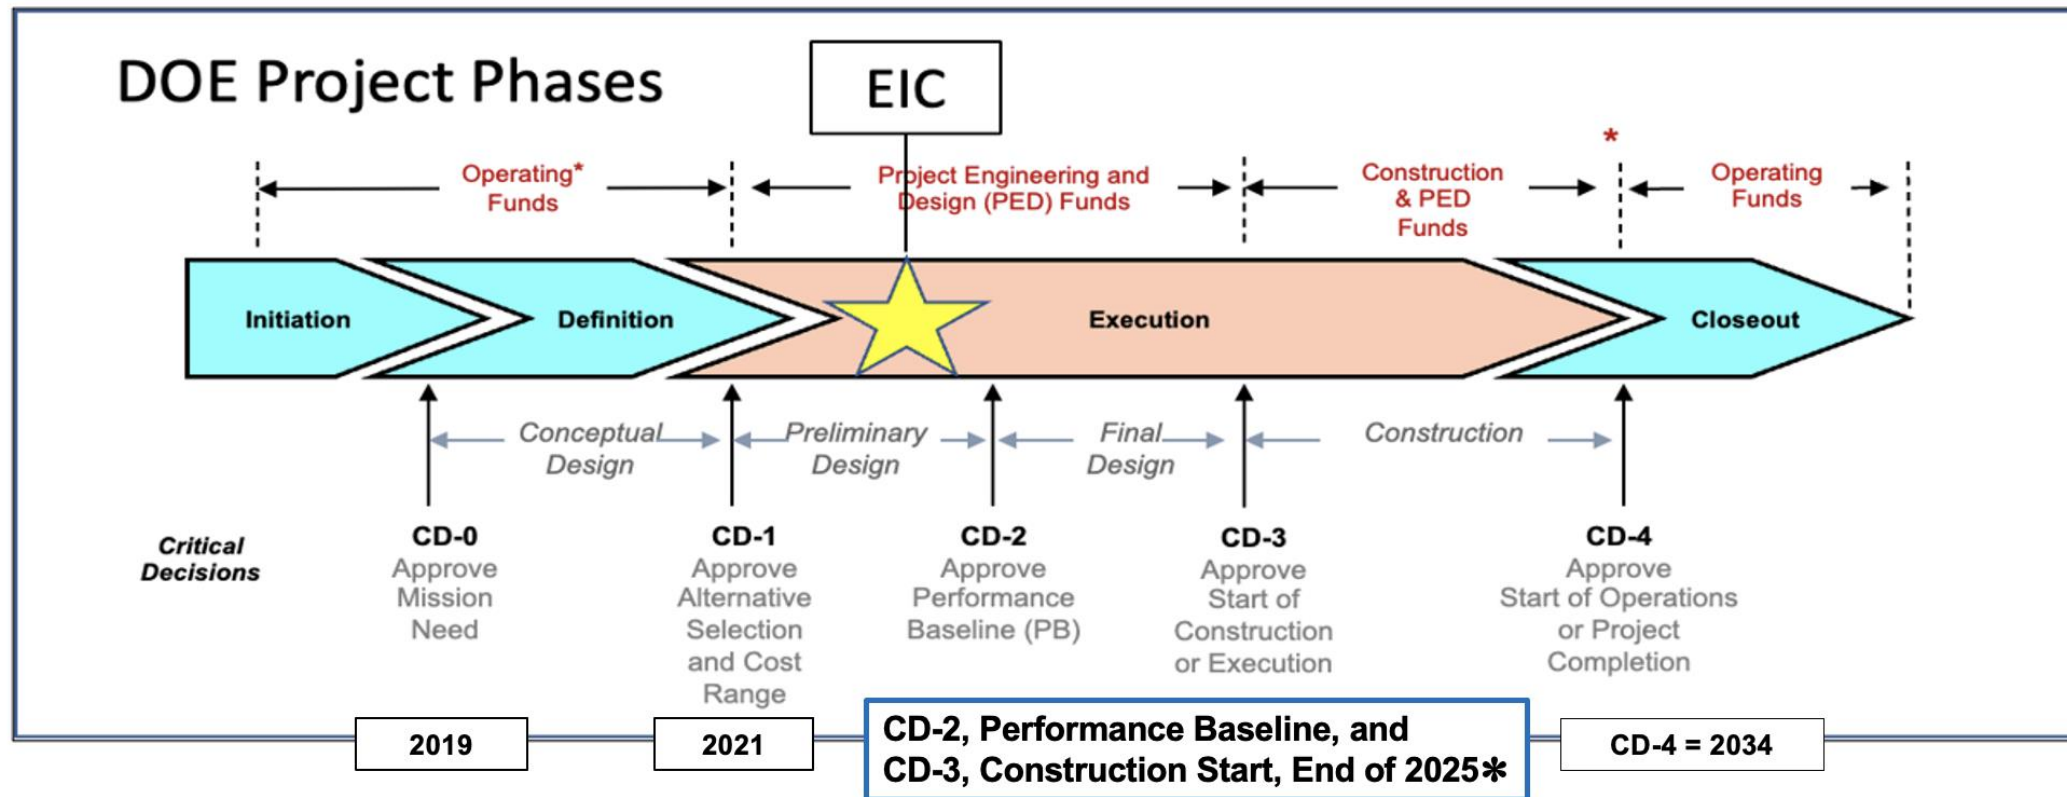 DOE Project Phases
EIC
*
Operating*
Funds
Project Engineering and
Design (PED) Funds
Construction
& PED
Funds
Operating
Funds
Initiation
Definition
Execution
Closeout
Conceptual
Design
Preliminary
Design
Final
Design
Construction
Critical
Decisions
CD-0
Approve
Mission
Need
CD-1
Approve
Alternative
Selection
and Cost
Range
CD-2
Approve
Performance
Baseline (PB)
CD-3
Approve
Start of
Construction
or Execution
CD-4
Approve
Start of Operations
or Project
Completion
2019
2021
CD-2, Performance Baseline, and
CD-3, Construction Start, End of 2025*
CD-4 = 2034